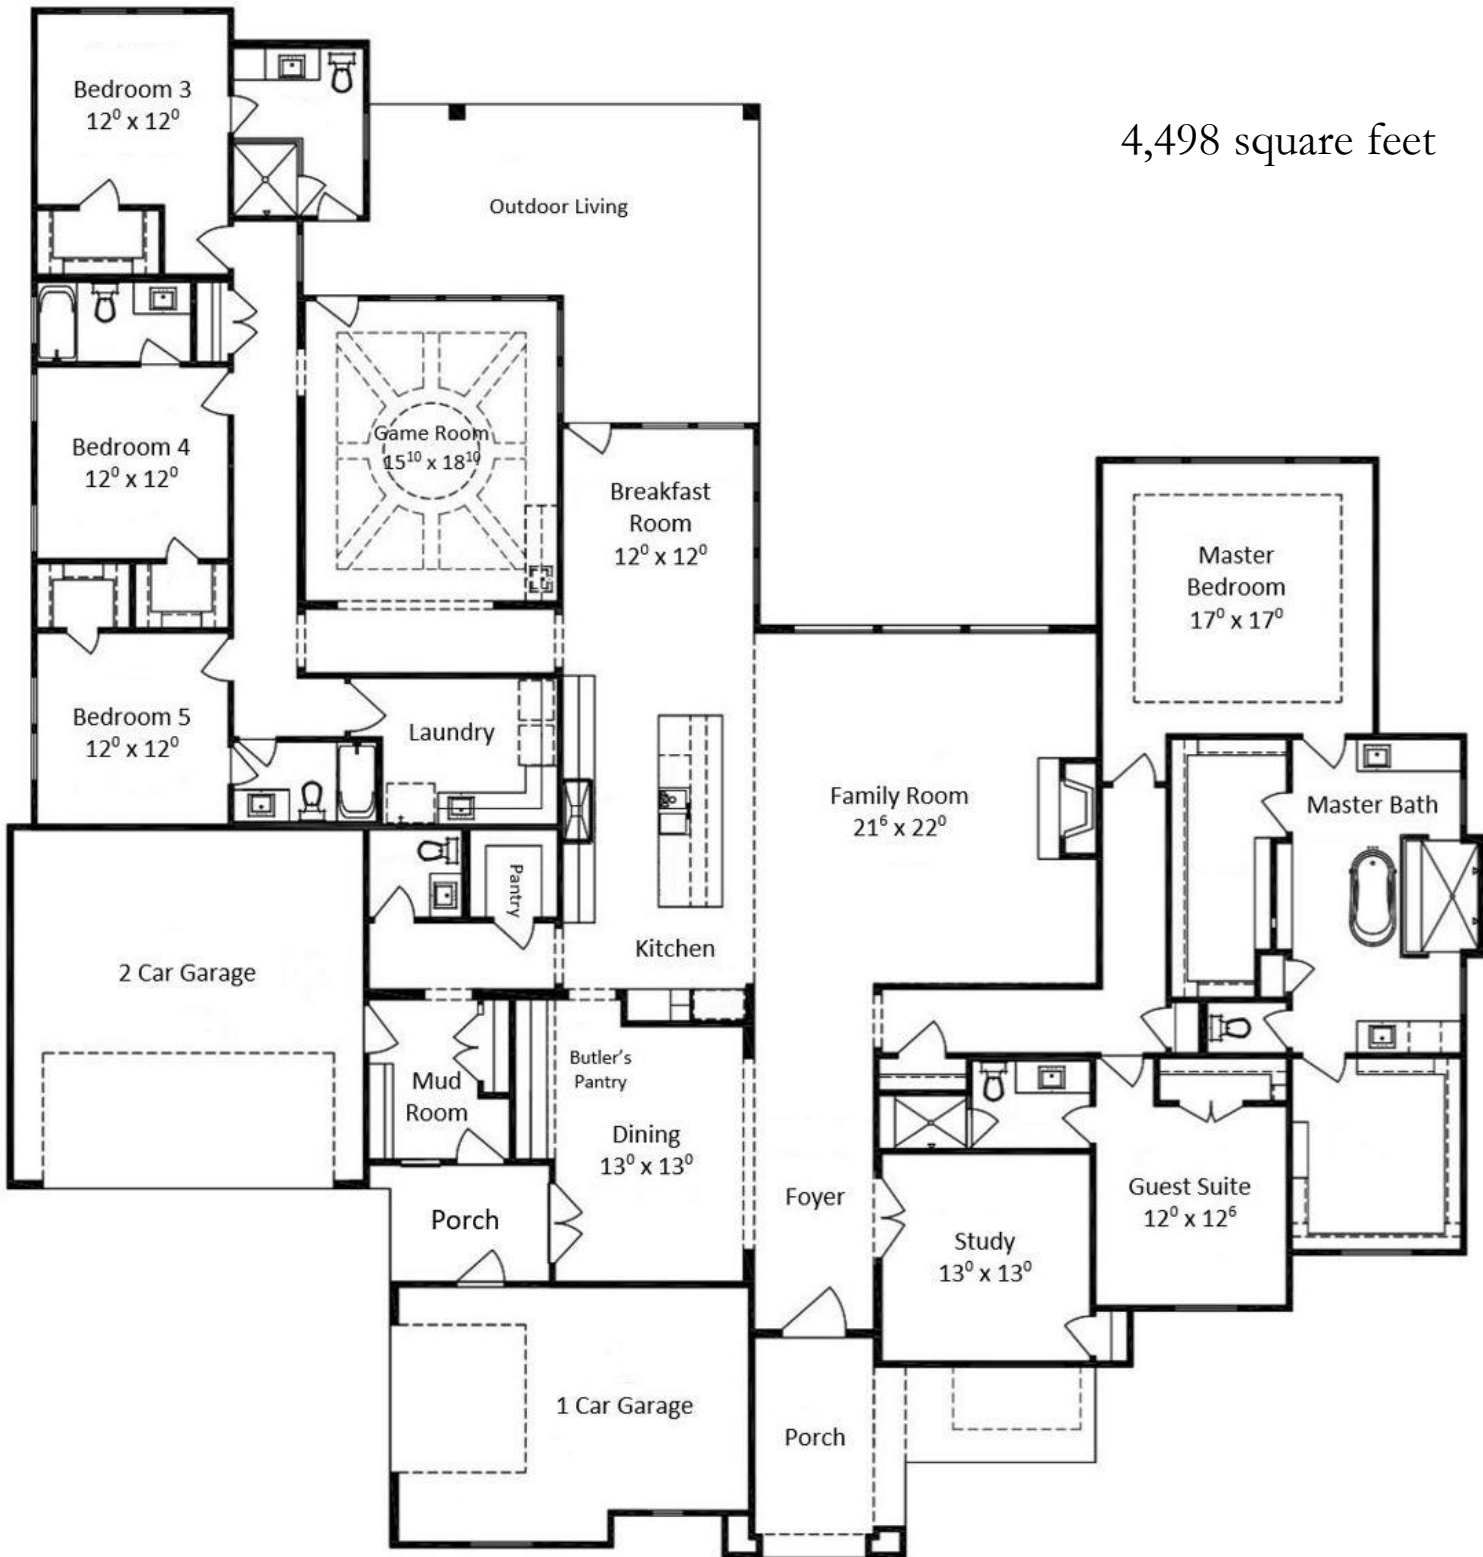 4,498 square feet
Bedroom 3
12⁰ x 12⁰
Outdoor Living
Bedroom 4
12⁰ x 12⁰
Game Room
15¹⁰ x 18¹⁰
Breakfast
Room
12⁰ x 12⁰
Master
Bedroom
17⁰ x 17⁰
Bedroom 5
12⁰ x 12⁰
Laundry
Family Room
21⁶ x 22⁰
Master Bath
Pantry
Kitchen
2 Car Garage
Mud
Room
Butler's
Pantry
Dining
13⁰ x 13⁰
Porch
Foyer
Study
13⁰ x 13⁰
Guest Suite
12⁰ x 12⁶
1 Car Garage
Porch